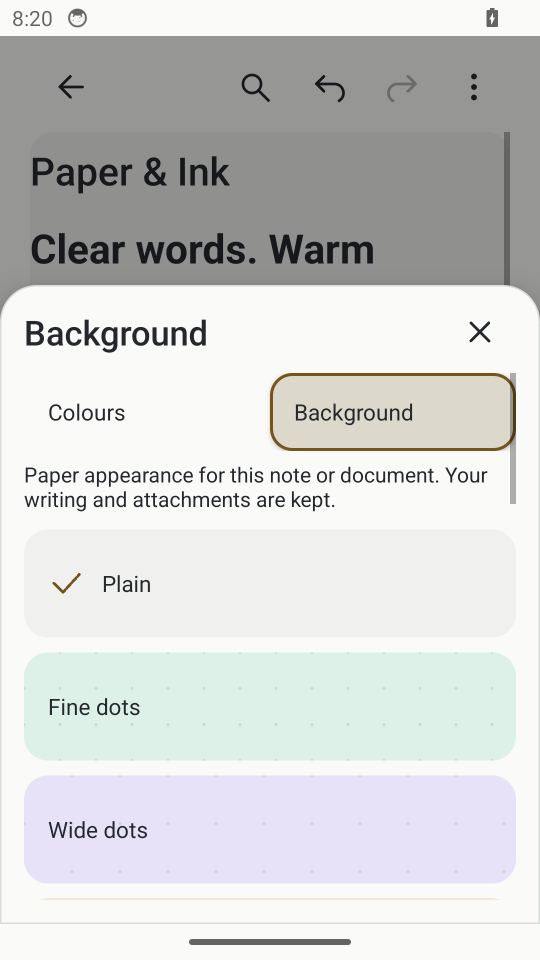 8:20
Paper & Ink
Clear words. Warm
Background
Colours
Background
Paper appearance for this note or document. Your
writing and attachments are kept.
Plain
Fine dots
Wide dots